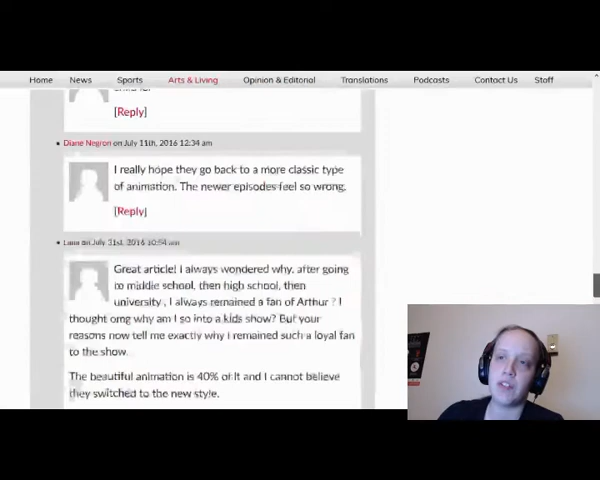 Home News Sports Arts & Living Opinion & Editorial Translations Podcasts Contact Us Staff
[Reply]
Diane Negron on July 11th, 2016 12:34 am
I really hope they go back to a more classic type
of animation. The newer episodes feel so wrong.
[Reply]
on July 31st, 2016 10:54 am
Great article! I always wondered why, after going
to middle school, then high school, then
university, I always remained a fan of Arthur? I
thought omg why am I so into a kids show? But your
reasons now tell me exactly why I remained such a loyal fan
to the show.
The beautiful animation is 40% of it and I cannot believe
they switched to the new style.